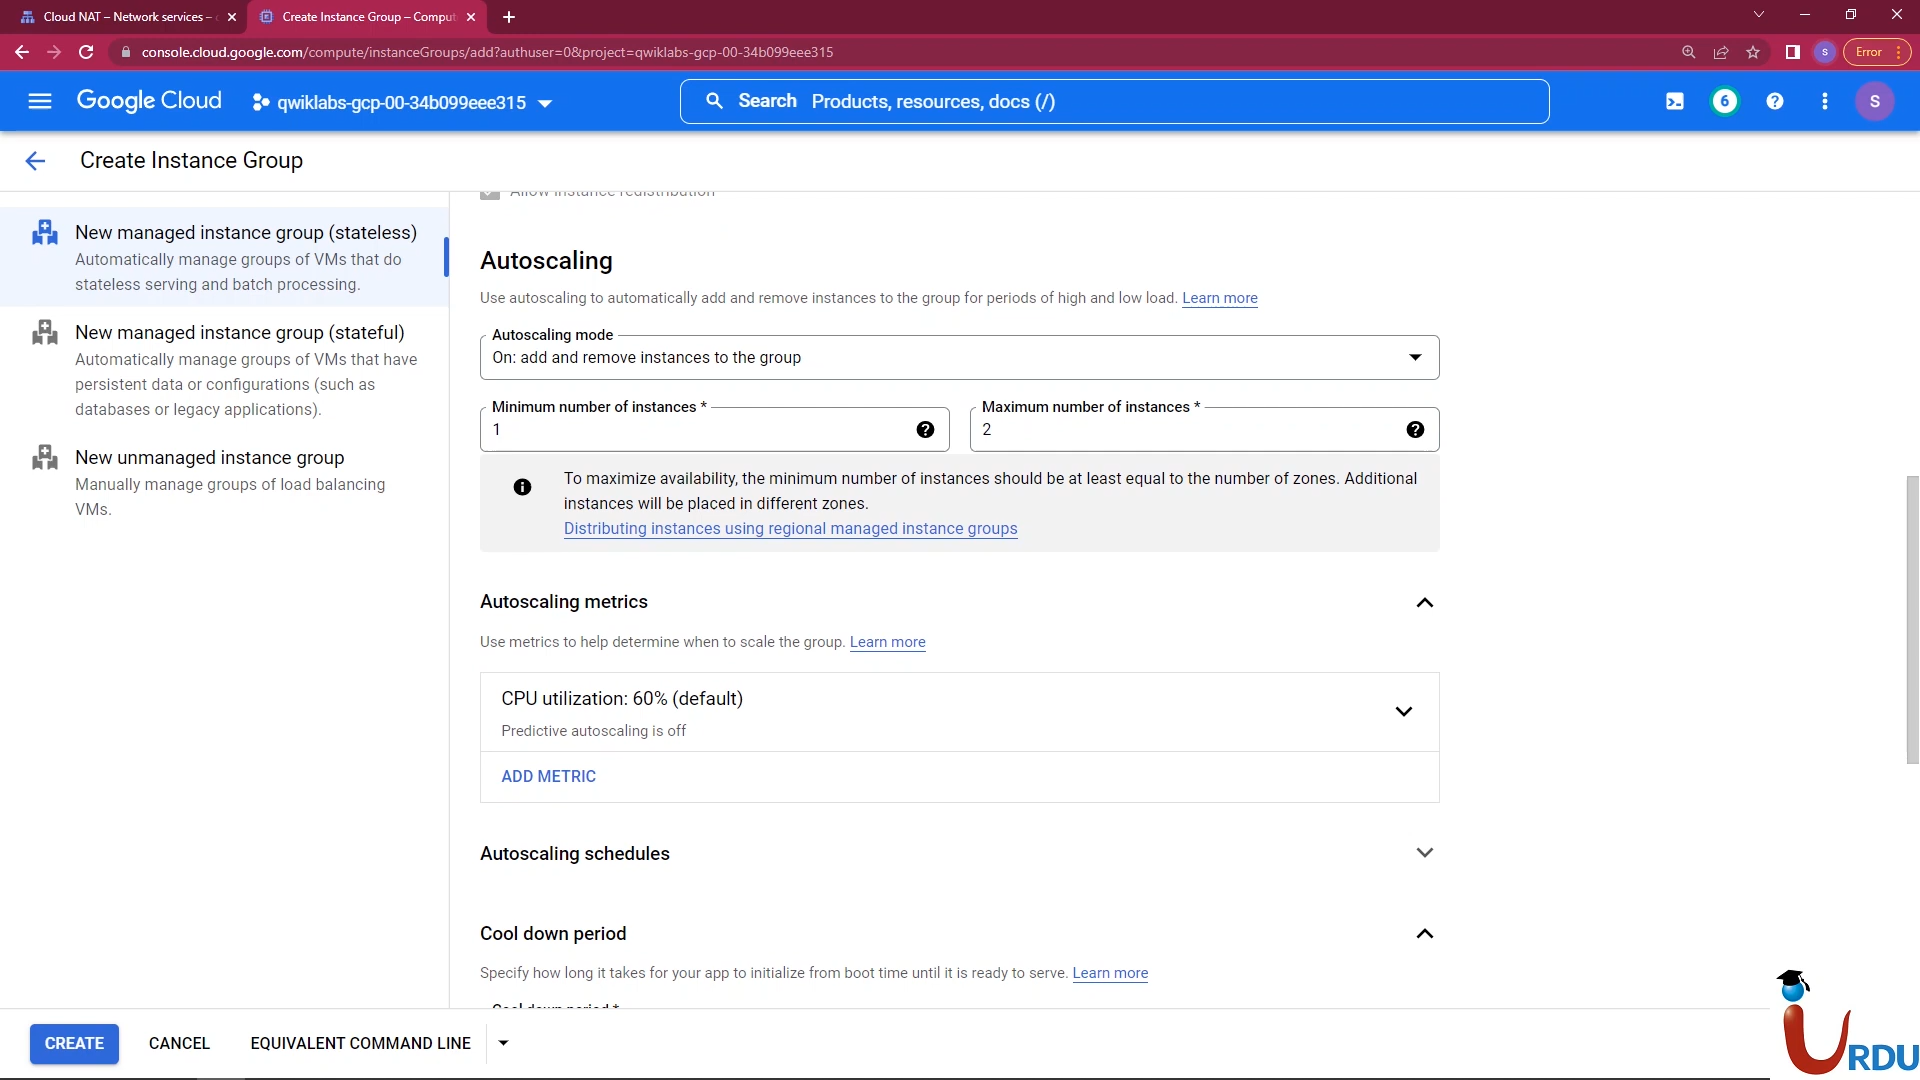 Cloud NAT – Network services –
Create Instance Group – Comput
console.cloud.google.com/compute/instanceGroups/add?authuser=0&project=qwiklabs-gcp-00-34b099eee315
S
Error
Google Cloud
qwiklabs-gcp-00-34b099eee315
Search Products, resources, docs (/)
6
S
Create Instance Group
New managed instance group (stateless)
Automatically manage groups of VMs that do
stateless serving and batch processing.
New managed instance group (stateful)
Automatically manage groups of VMs that have
persistent data or configurations (such as
databases or legacy applications).
New unmanaged instance group
Manually manage groups of load balancing
VMs.
Allow instance redistribution
Autoscaling
Use autoscaling to automatically add and remove instances to the group for periods of high and low load. Learn more
Autoscaling mode
On: add and remove instances to the group
Minimum number of instances *
1
Maximum number of instances *
2
To maximize availability, the minimum number of instances should be at least equal to the number of zones. Additional
instances will be placed in different zones.
Distributing instances using regional managed instance groups
Autoscaling metrics
Use metrics to help determine when to scale the group. Learn more
CPU utilization: 60% (default)
Predictive autoscaling is off
ADD METRIC
Autoscaling schedules
Cool down period
Specify how long it takes for your app to initialize from boot time until it is ready to serve. Learn more
Cool down period *
CREATE
CANCEL
EQUIVALENT COMMAND LINE
iURDU